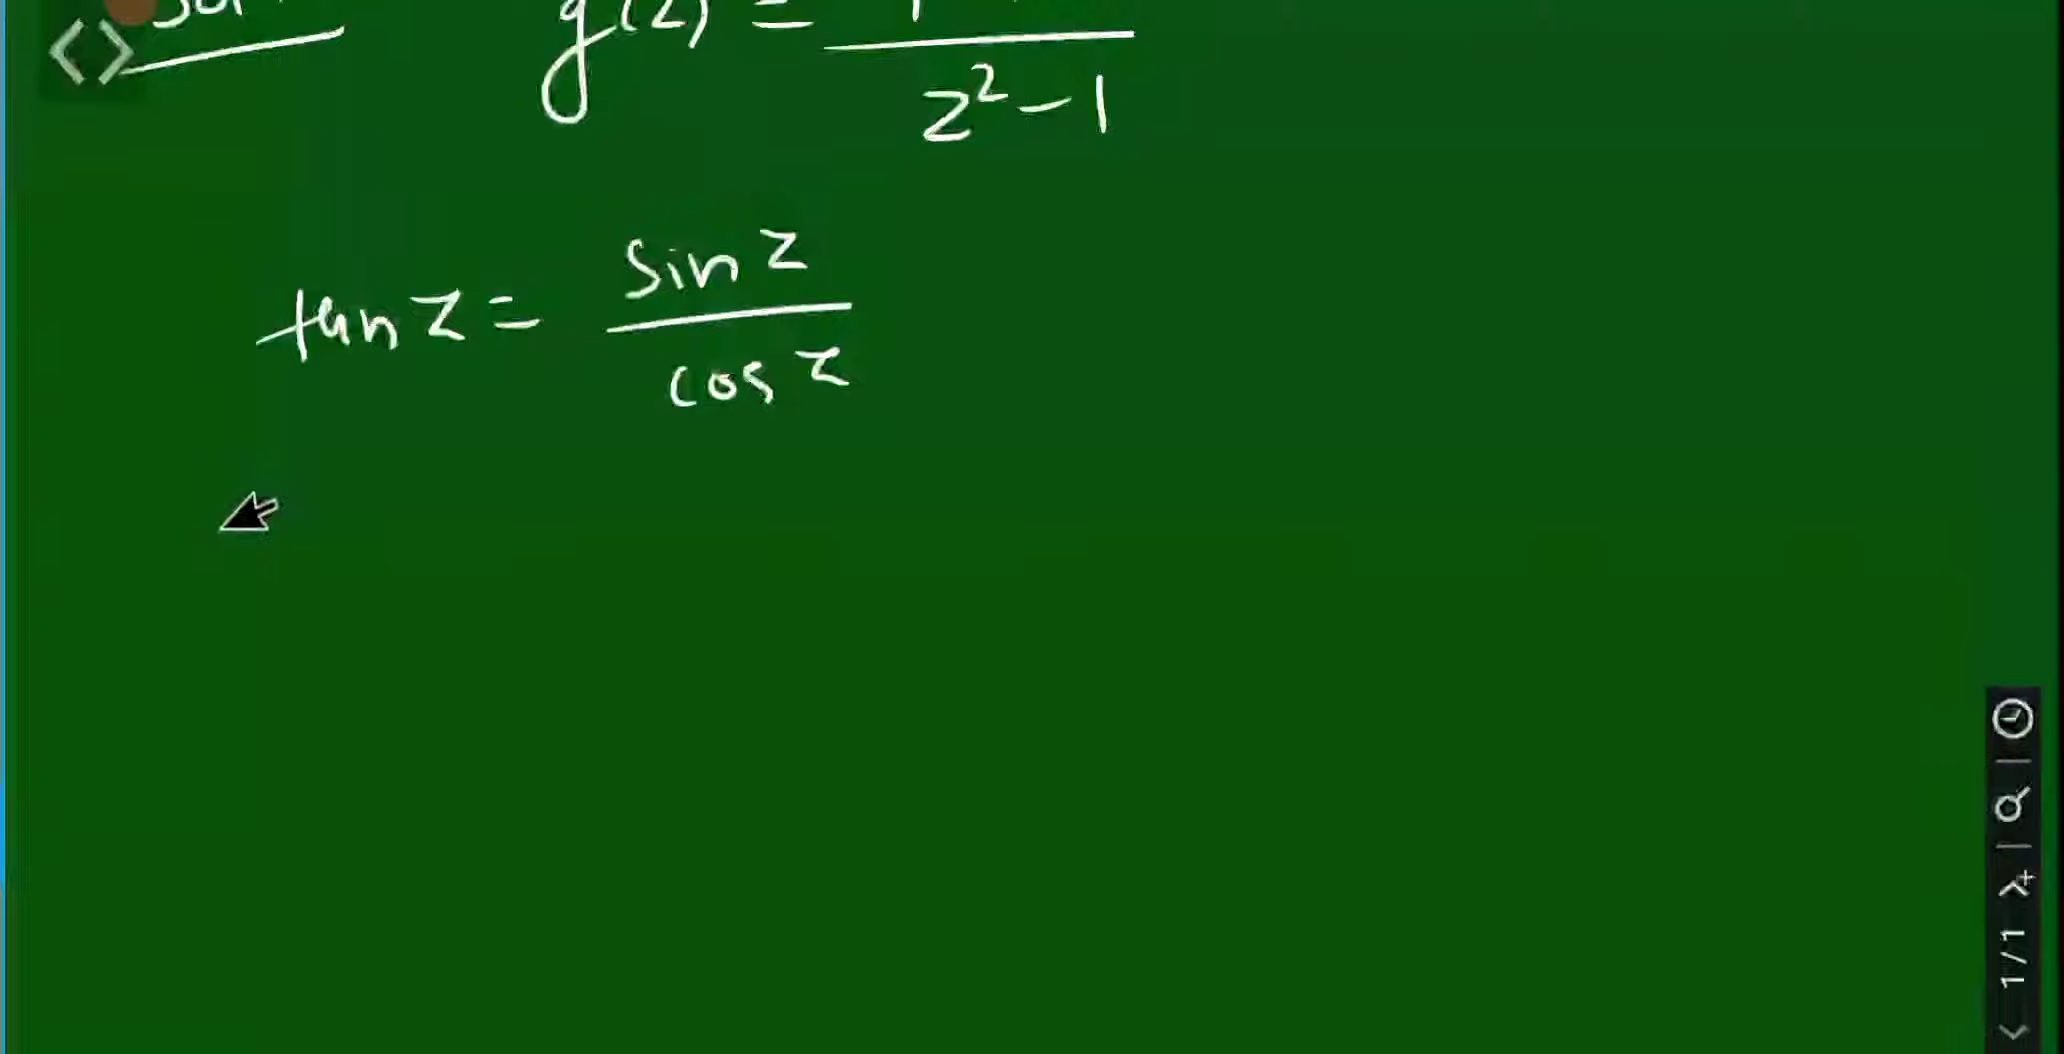 g(z) =
z² - 1
tan z = sin z / cos z
< 1/1 >